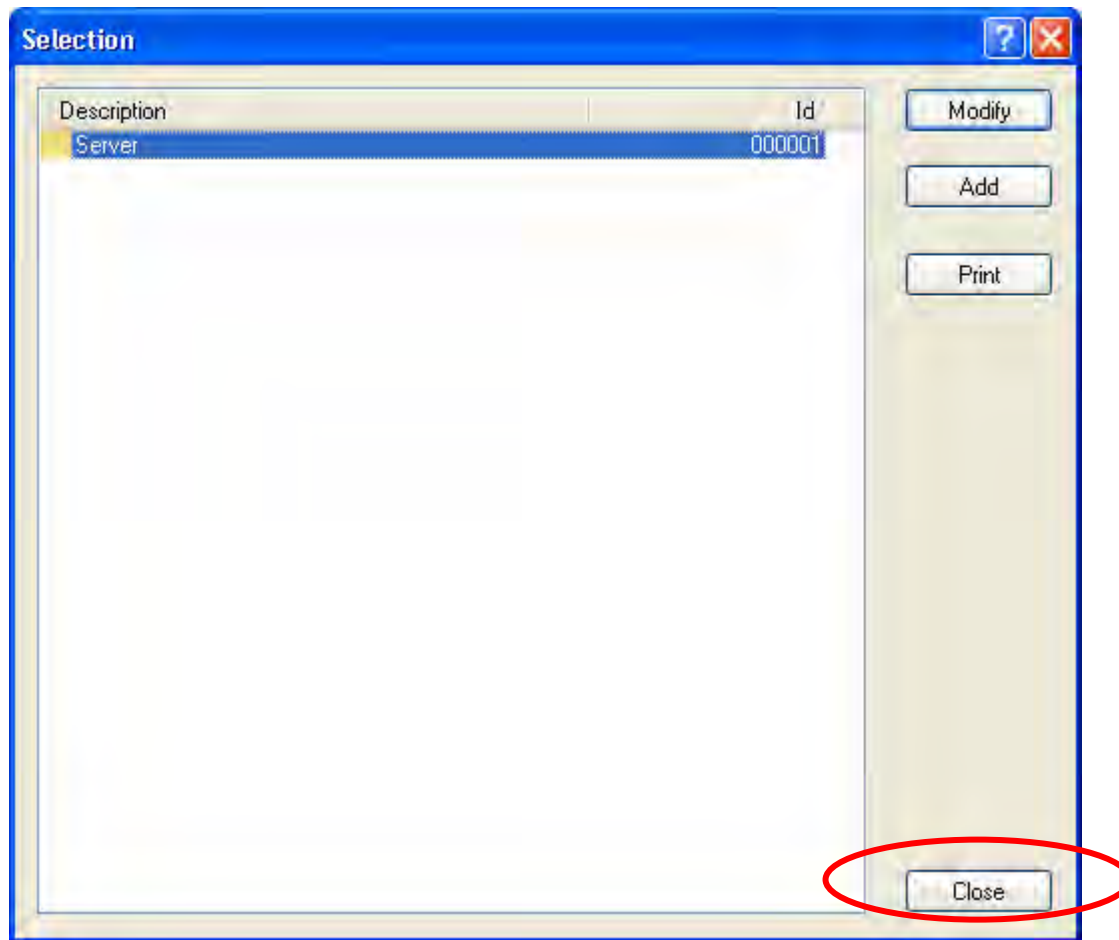 Selection
Description Id Modify
Server 000001
Add
Print
Close